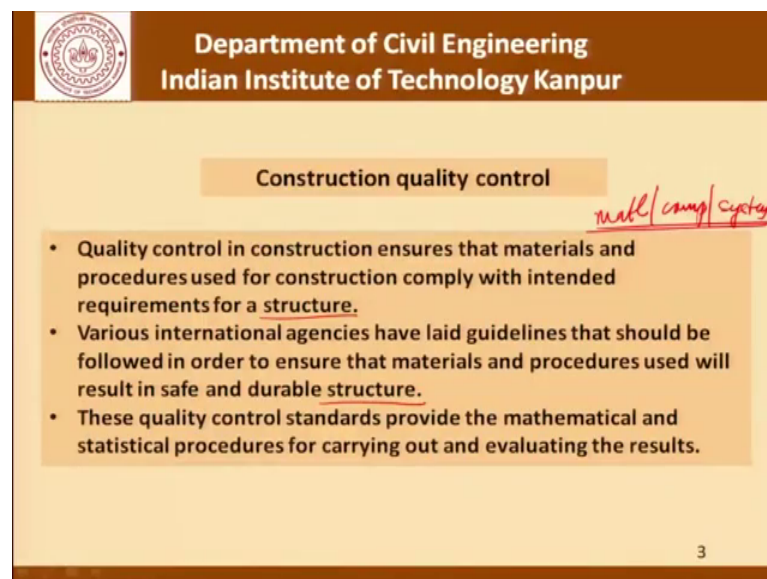 Department of Civil Engineering
Indian Institute of Technology Kanpur
Construction quality control
matl/comp/system
• Quality control in construction ensures that materials and
procedures used for construction comply with intended
requirements for a structure.
• Various international agencies have laid guidelines that should be
followed in order to ensure that materials and procedures used will
result in safe and durable structure.
• These quality control standards provide the mathematical and
statistical procedures for carrying out and evaluating the results.
3